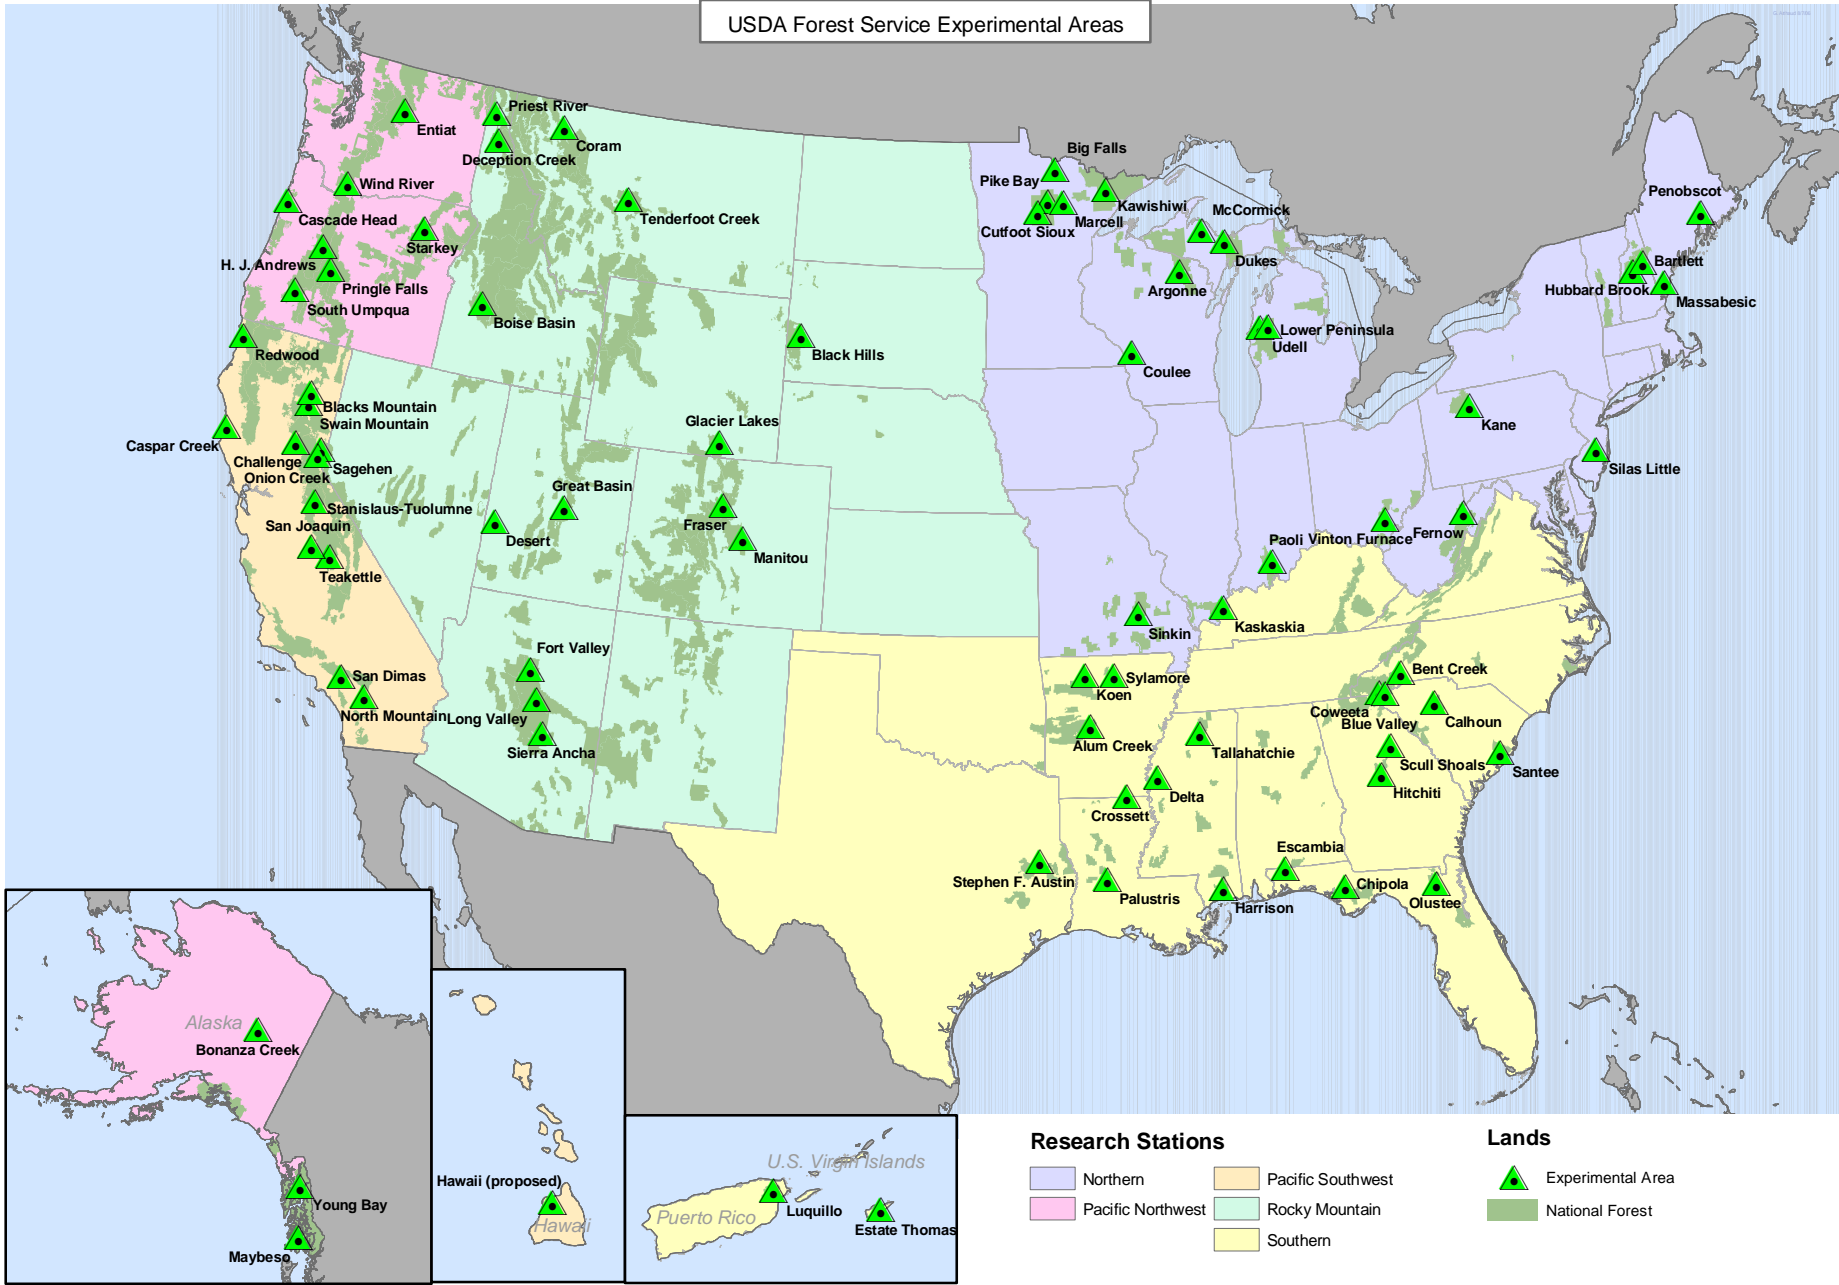 USDA Forest Service Experimental Areas
Priest River
Entiat
Coram
Deception Creek
Big Falls
Pike Bay
Wind River
Penobscot
Kawishiwi
McCormick
Cascade Head
Tenderfoot Creek
Marcell
Cutfoot Sioux
Starkey
Dukes
H. J. Andrews
Bartlett
Pringle Falls
Argonne
Hubbard Brook
Massabesic
South Umpqua
Boise Basin
Lower Peninsula
Udell
Redwood
Black Hills
Coulee
Blacks Mountain
Swain Mountain
Glacier Lakes
Kane
Caspar Creek
Challenge
Sagehen
Onion Creek
Silas Little
Great Basin
Stanislaus-Tuolumne
San Joaquin
Fraser
Desert
Paoli
Vinton Furnace
Fernow
Manitou
Teakettle
Sinkin
Kaskaskia
Fort Valley
San Dimas
Sylamore
Bent Creek
Koen
North Mountain
Long Valley
Coweeta
Blue Valley
Calhoun
Sierra Ancha
Alum Creek
Tallahatchie
Scull Shoals
Santee
Delta
Hitchiti
Crossett
Escambia
Stephen F. Austin
Chipola
Palustris
Harrison
Olustee
Alaska
Bonanza Creek
Young Bay
Maybeso
Hawaii (proposed)
Hawaii
U.S. Virgin Islands
Puerto Rico
Luquillo
Estate Thomas
Research Stations
Northern
Pacific Northwest
Pacific Southwest
Rocky Mountain
Southern
Lands
Experimental Area
National Forest